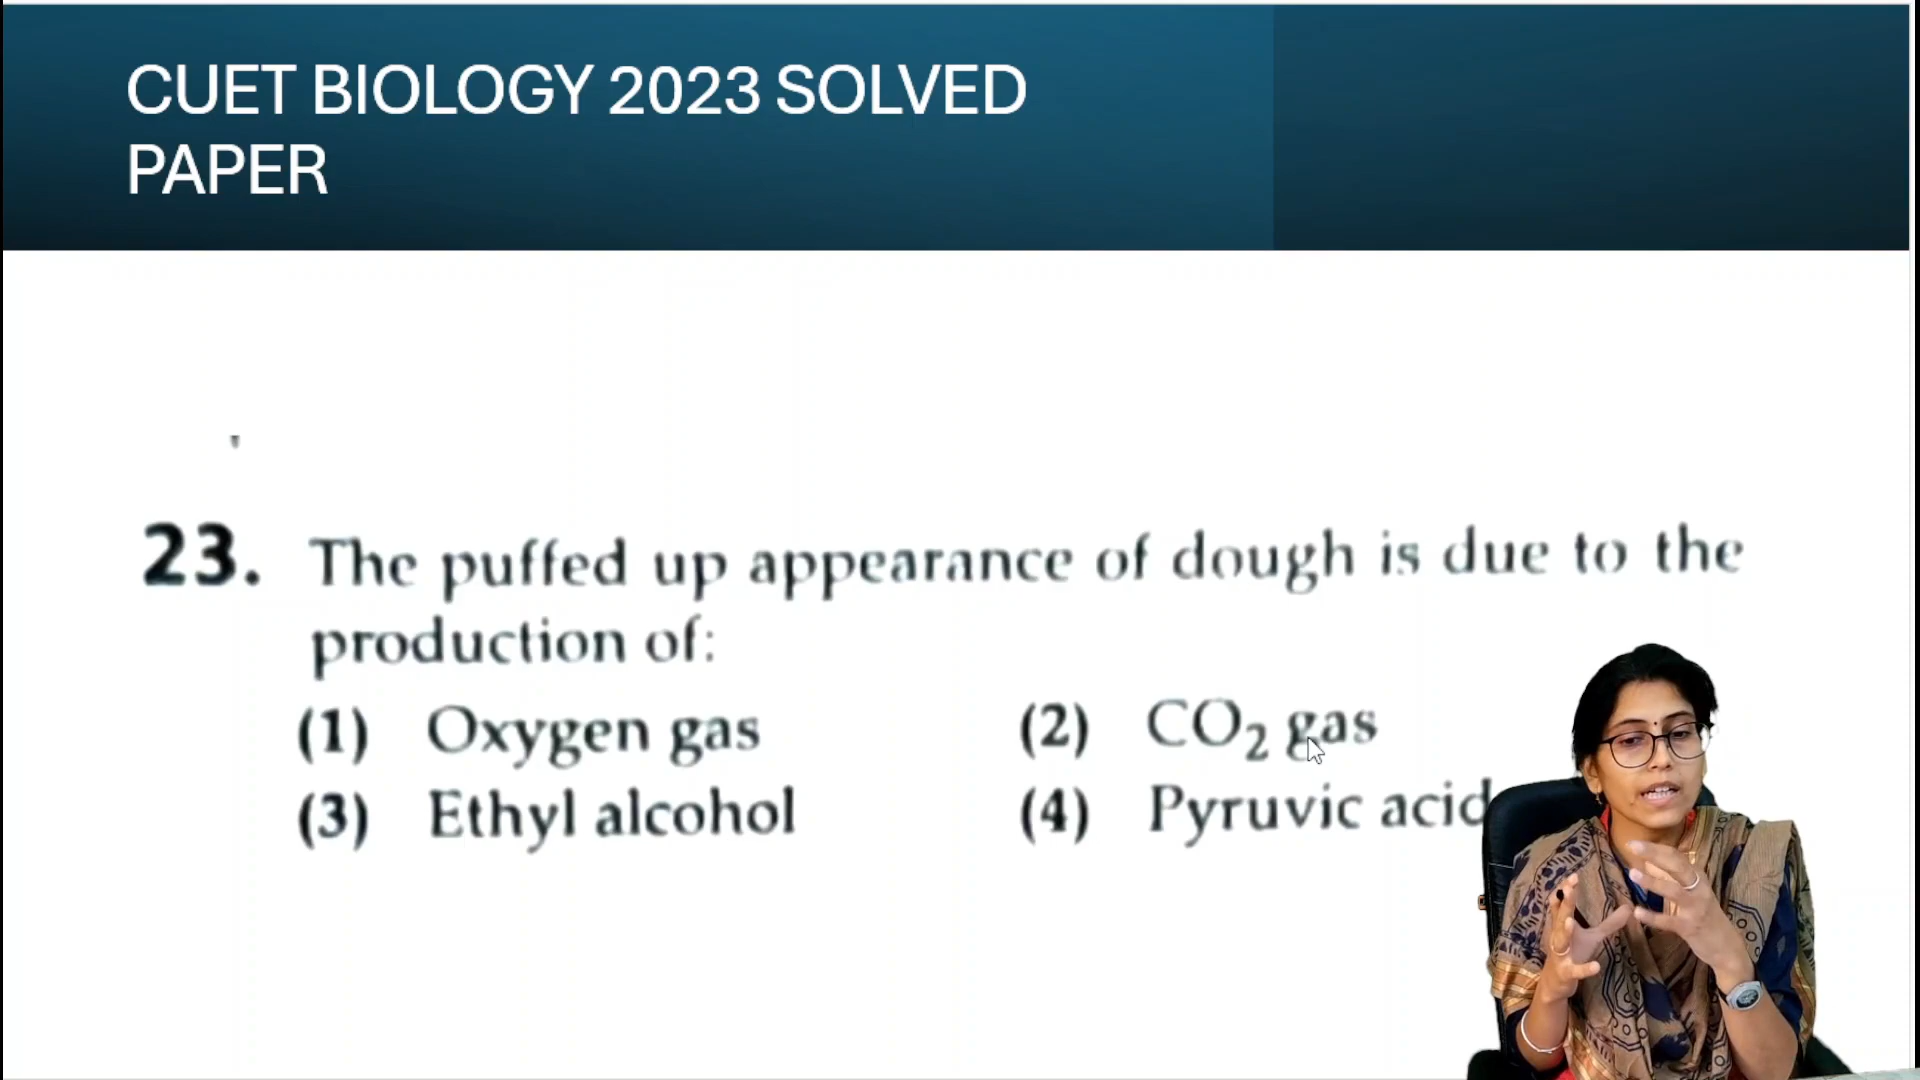 CUET BIOLOGY 2023 SOLVED
PAPER
23. The puffed up appearance of dough is due to the
production of:
(1) Oxygen gas (2) CO₂ gas
(3) Ethyl alcohol (4) Pyruvic acid